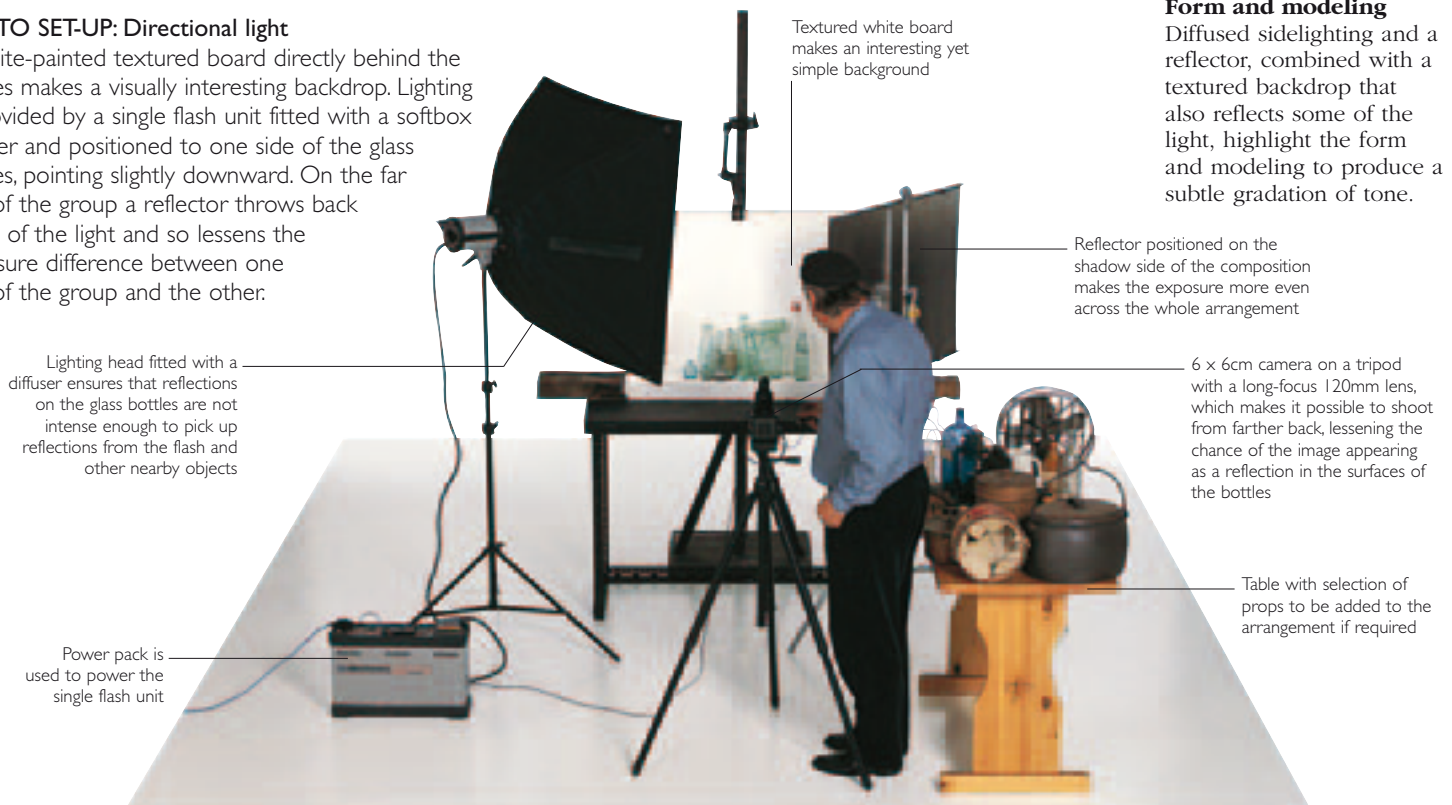 TO SET-UP: Directional light
ite-painted textured board directly behind the
es makes a visually interesting backdrop. Lighting
vided by a single flash unit fitted with a softbox
er and positioned to one side of the glass
es, pointing slightly downward. On the far
of the group a reflector throws back
of the light and so lessens the
sure difference between one
of the group and the other.
Textured white board
makes an interesting yet
simple background
Form and modeling
Diffused sidelighting and a
reflector, combined with a
textured backdrop that
also reflects some of the
light, highlight the form
and modeling to produce a
subtle gradation of tone.
Reflector positioned on the
shadow side of the composition
makes the exposure more even
across the whole arrangement
Lighting head fitted with a
diffuser ensures that reflections
on the glass bottles are not
intense enough to pick up
reflections from the flash and
other nearby objects
6 × 6cm camera on a tripod
with a long-focus 120mm lens,
which makes it possible to shoot
from farther back, lessening the
chance of the image appearing
as a reflection in the surfaces of
the bottles
Table with selection of
props to be added to the
arrangement if required
Power pack is
used to power the
single flash unit